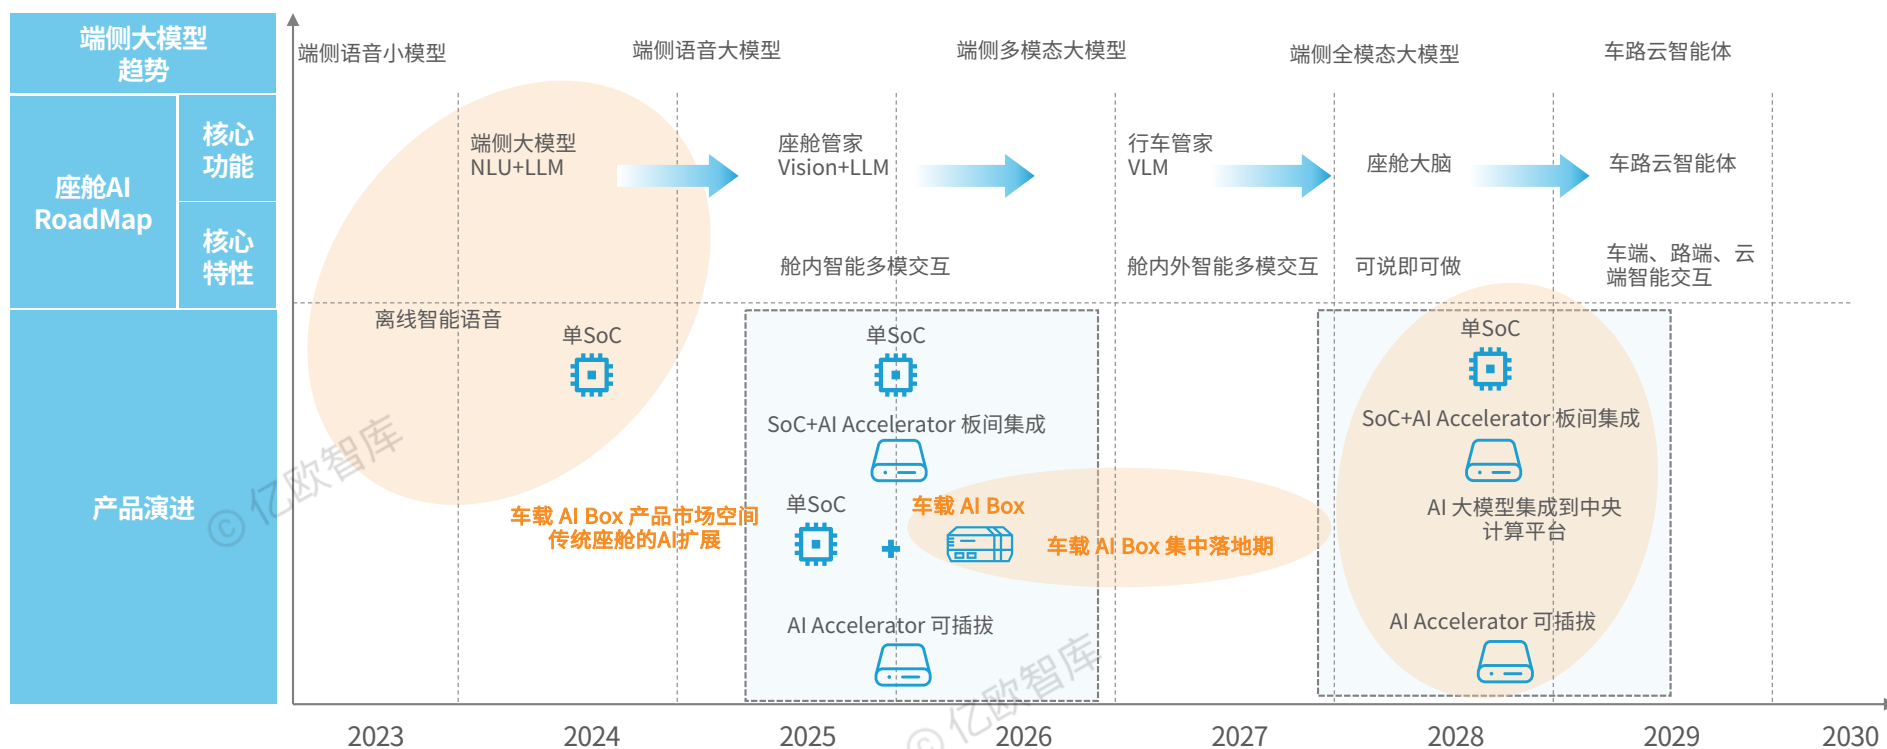 端侧大模型
趋势
端侧语音小模型
端侧语音大模型
端侧多模态大模型
端侧全模态大模型
车路云智能体
座舱AI
RoadMap
核心
功能
端侧大模型
NLU+LLM
座舱管家
Vision+LLM
行车管家
VLM
座舱大脑
车路云智能体
核心
特性
离线智能语音
舱内智能多模交互
舱内外智能多模交互
可说即可做
车端、路端、云
端智能交互
产品演进
单SoC
车载 AI Box 产品市场空间
传统座舱的AI扩展
单SoC
SoC+AI Accelerator 板间集成
单SoC
车载 AI Box
车载 AI Box 集中落地期
AI Accelerator 可插拔
单SoC
SoC+AI Accelerator 板间集成
AI 大模型集成到中央
计算平台
AI Accelerator 可插拔
© 亿欧智库
© 亿欧智库
2023
2024
2025
2026
2027
2028
2029
2030